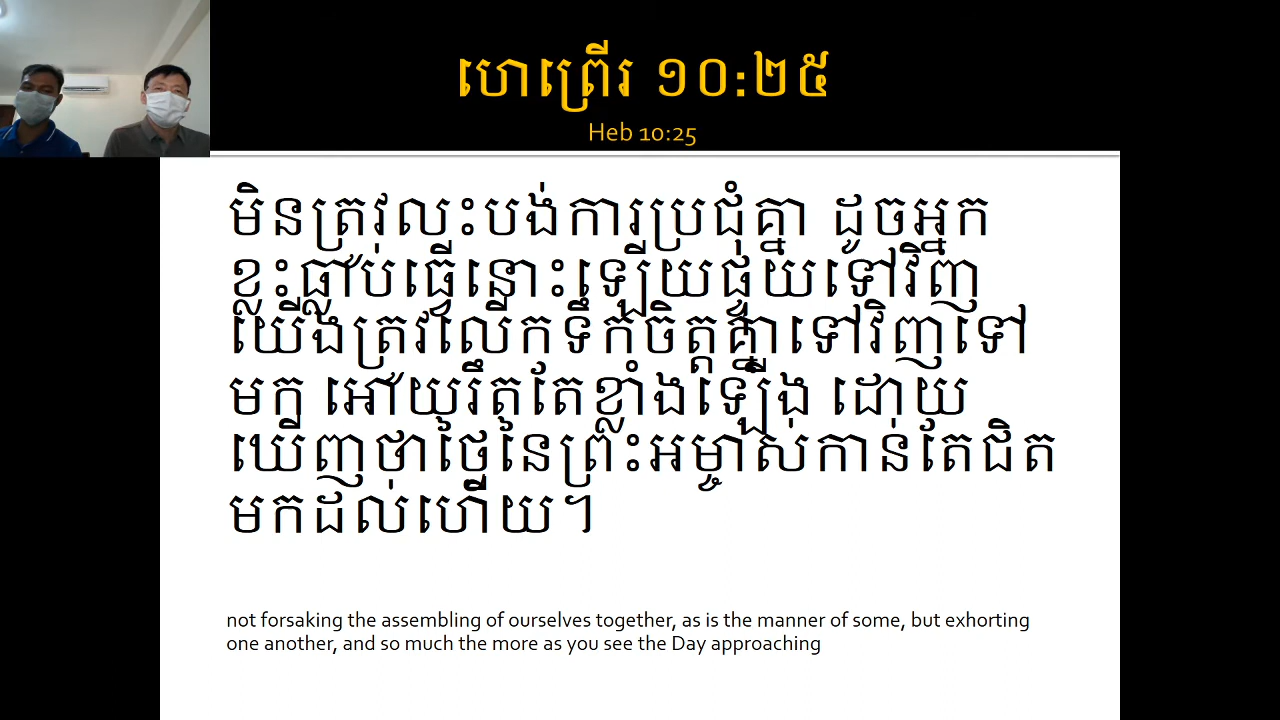 ហេព្រើរ ១០:២៥
Heb 10:25
មិនត្រូវលះបង់ការប្រជុំគ្នា ដូចអ្នក
ខ្លះធ្លាប់ធ្វើនោះឡើយផ្ទុយទៅវិញ
យើងត្រូវលើកទឹកចិត្តគ្នាទៅវិញទៅ
មក អោយរឹតតែខ្លាំងឡើង ដោយ
ឃើញថាថ្ងៃនៃព្រះអម្ចាស់កាន់តែជិត
មកដល់ហើយ។
not forsaking the assembling of ourselves together, as is the manner of some, but exhorting
one another, and so much the more as you see the Day approaching